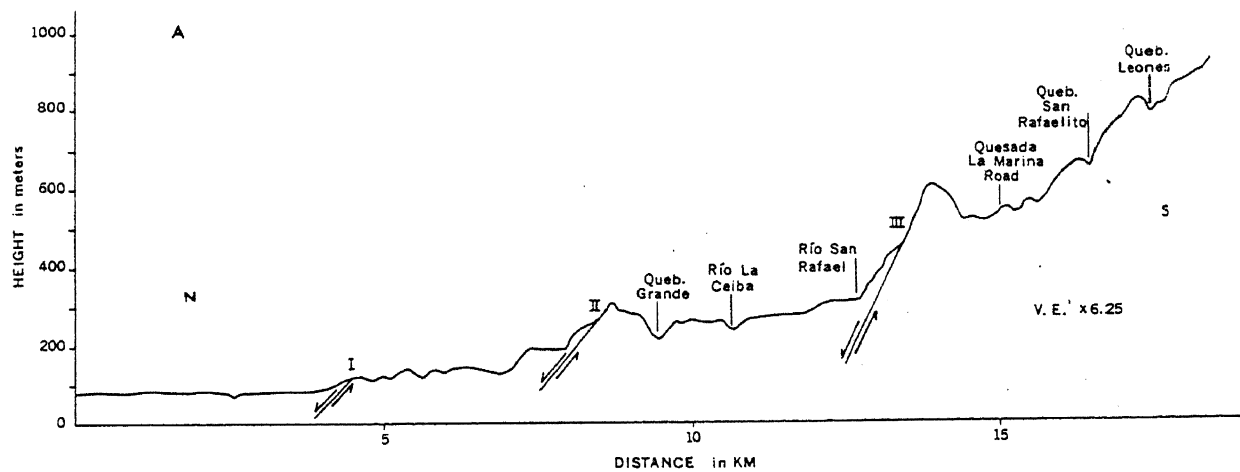 A
HEIGHT in meters
1000
800
600
400
200
0
N
I
II
Queb.
Grande
Río La
Ceiba
Río San
Rafael
III
Quesada
La Marina
Road
Queb.
San
Rafaelito
Queb.
Leones
S
V. E. x6.25
5
10
15
DISTANCE in KM